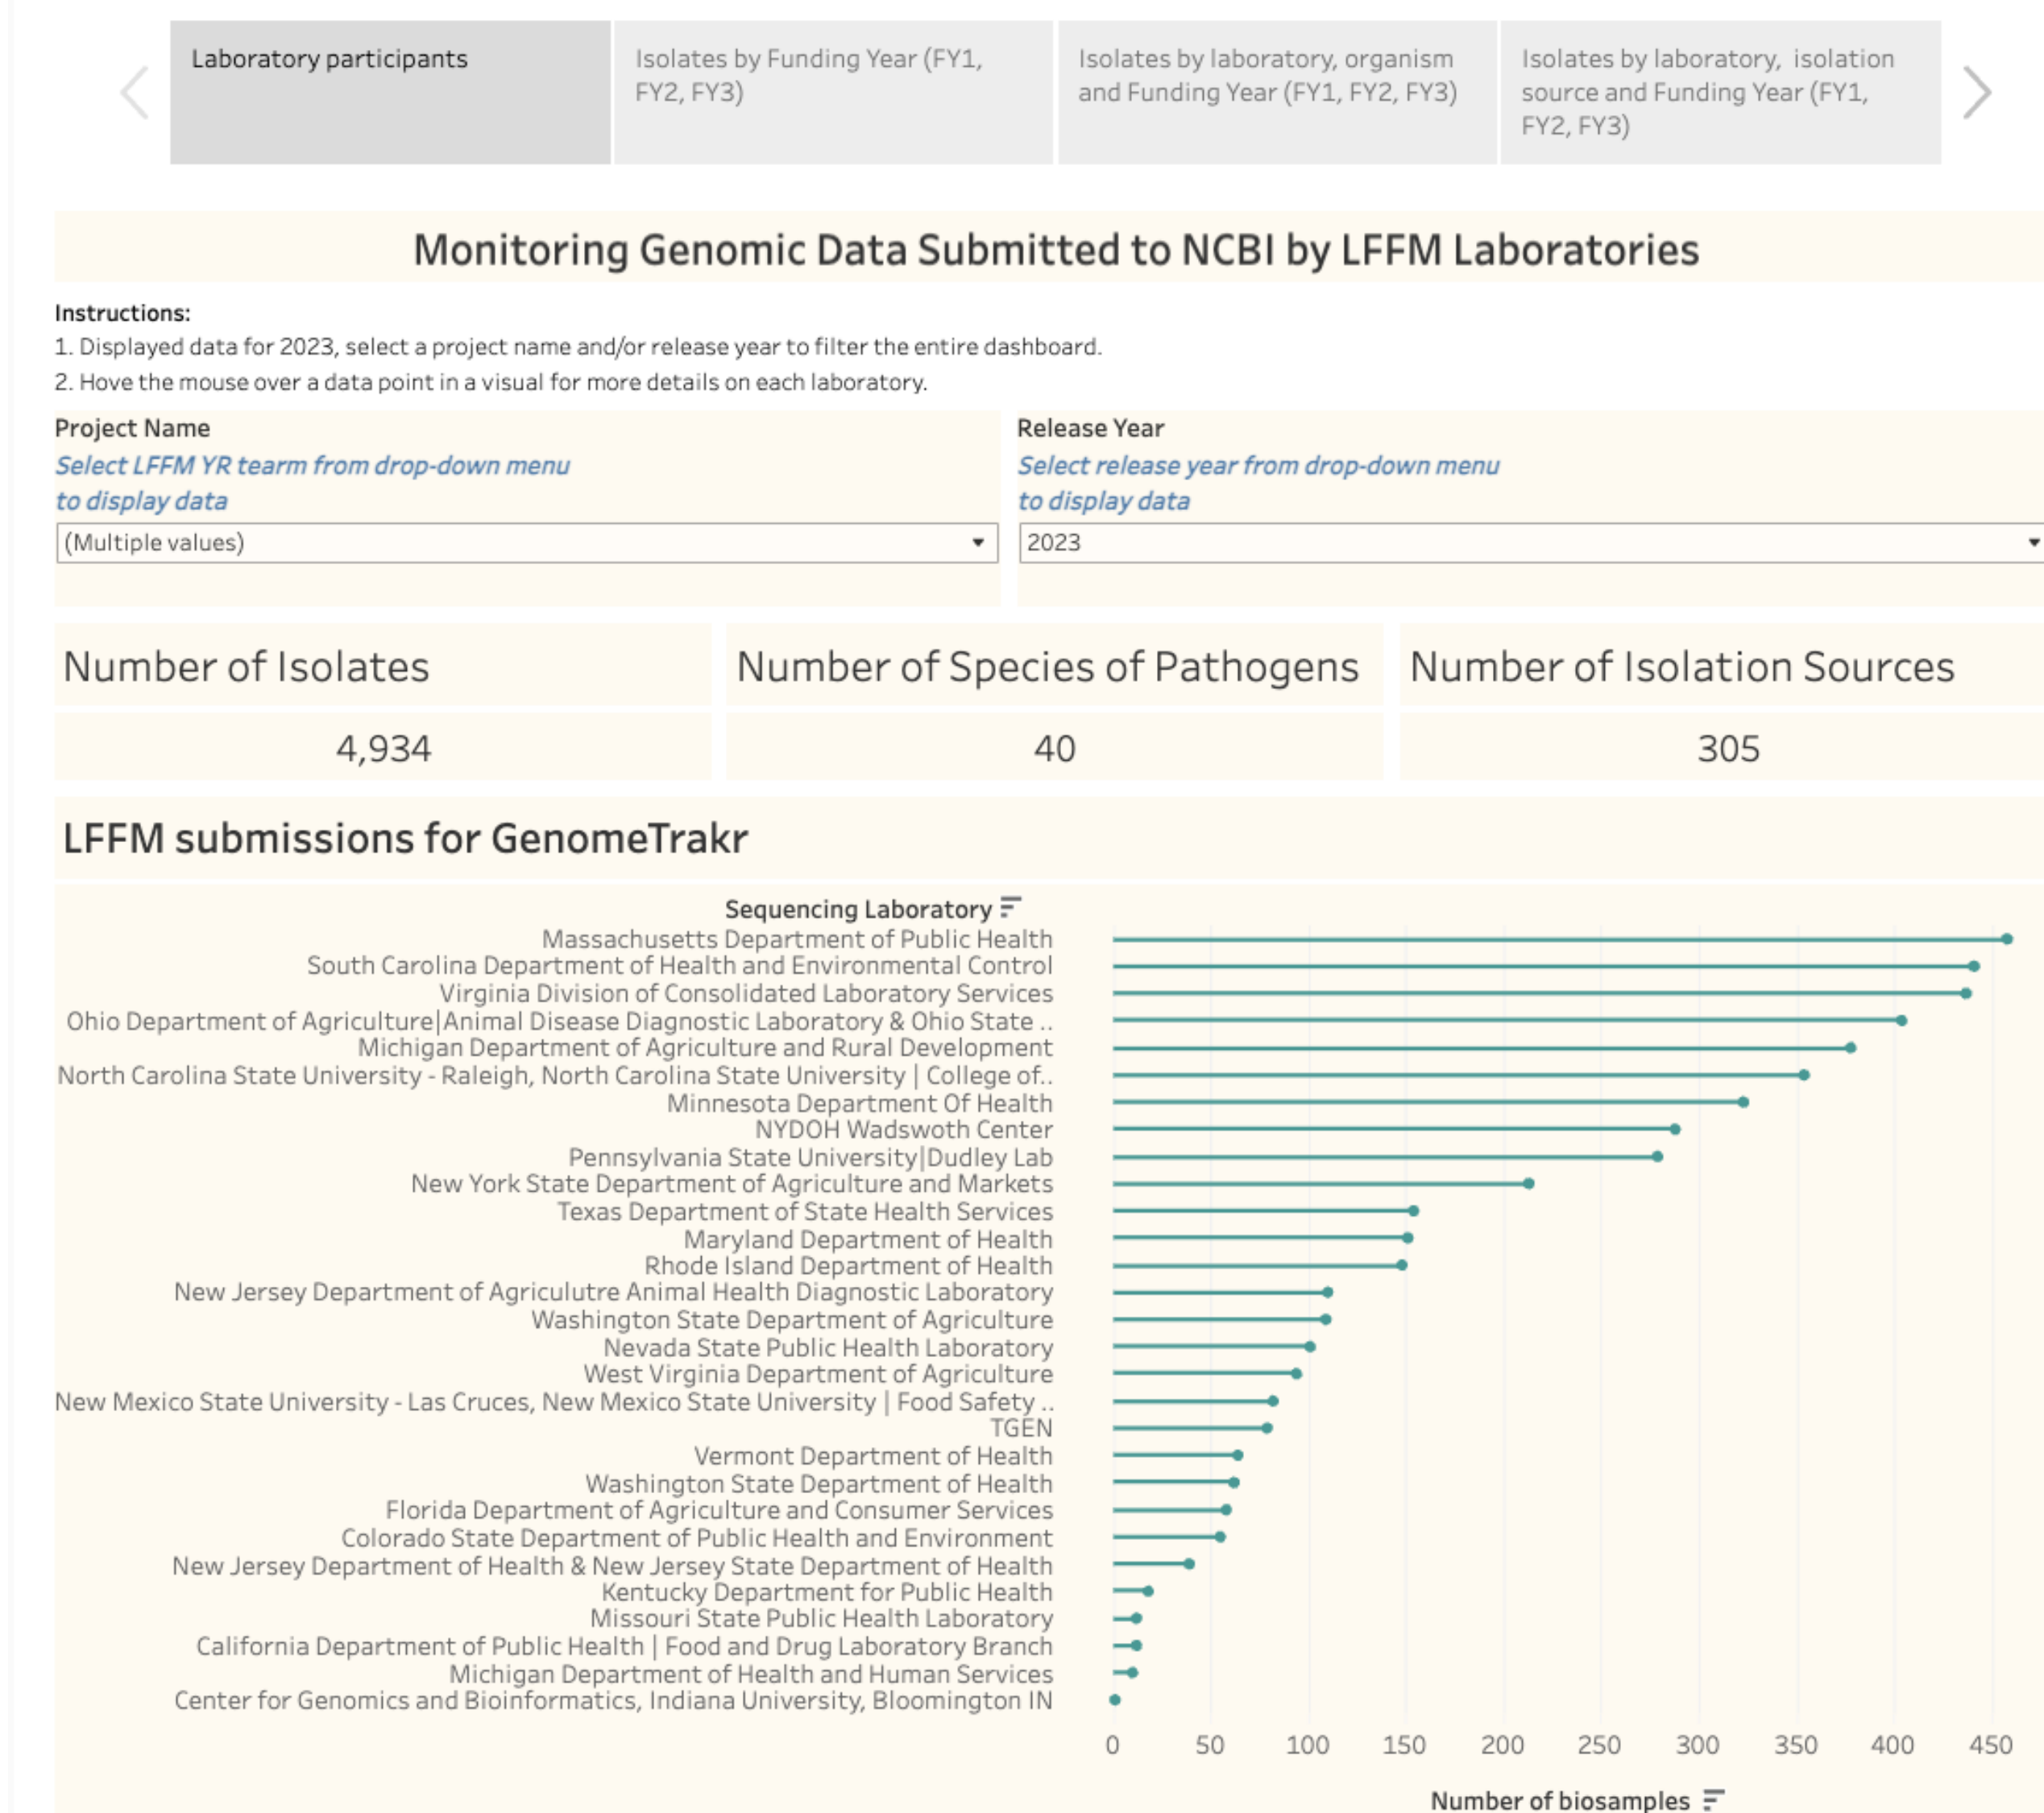 Laboratory participants
Isolates by Funding Year (FY1,
FY2, FY3)
Isolates by laboratory, organism
and Funding Year (FY1, FY2, FY3)
Isolates by laboratory, isolation
source and Funding Year (FY1,
FY2, FY3)
Monitoring Genomic Data Submitted to NCBI by LFFM Laboratories
Instructions:
1. Displayed data for 2023, select a project name and/or release year to filter the entire dashboard.
2. Hove the mouse over a data point in a visual for more details on each laboratory.
Project Name
Select LFFM YR tearm from drop-down menu
to display data
(Multiple values)
Release Year
Select release year from drop-down menu
to display data
2023
Number of Isolates
4,934
Number of Species of Pathogens
40
Number of Isolation Sources
305
LFFM submissions for GenomeTrakr
Sequencing Laboratory
Massachusetts Department of Public Health
South Carolina Department of Health and Environmental Control
Virginia Division of Consolidated Laboratory Services
Ohio Department of Agriculture|Animal Disease Diagnostic Laboratory & Ohio State ..
Michigan Department of Agriculture and Rural Development
North Carolina State University - Raleigh, North Carolina State University | College of..
Minnesota Department Of Health
NYDOH Wadswoth Center
Pennsylvania State University|Dudley Lab
New York State Department of Agriculture and Markets
Texas Department of State Health Services
Maryland Department of Health
Rhode Island Department of Health
New Jersey Department of Agriculutre Animal Health Diagnostic Laboratory
Washington State Department of Agriculture
Nevada State Public Health Laboratory
West Virginia Department of Agriculture
New Mexico State University - Las Cruces, New Mexico State University | Food Safety ..
TGEN
Vermont Department of Health
Washington State Department of Health
Florida Department of Agriculture and Consumer Services
Colorado State Department of Public Health and Environment
New Jersey Department of Health & New Jersey State Department of Health
Kentucky Department for Public Health
Missouri State Public Health Laboratory
California Department of Public Health | Food and Drug Laboratory Branch
Michigan Department of Health and Human Services
Center for Genomics and Bioinformatics, Indiana University, Bloomington IN
0 50 100 150 200 250 300 350 400 450
Number of biosamples